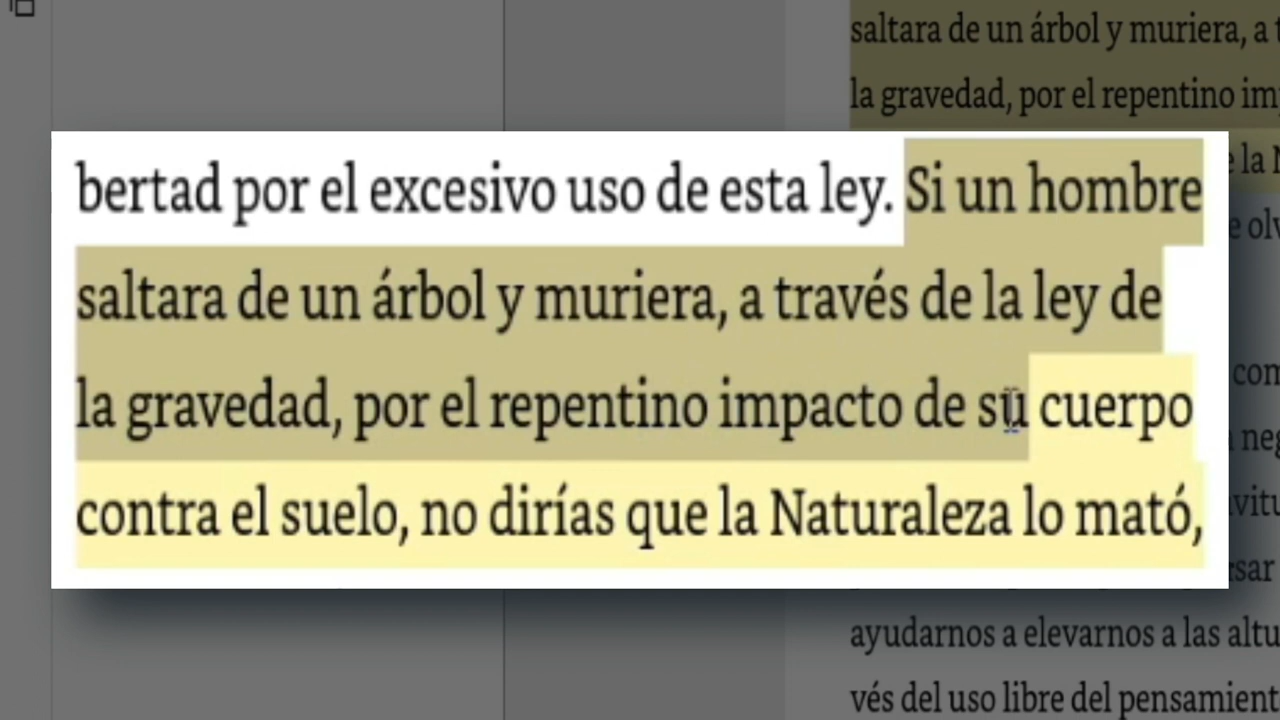 saltara de un árbol y muriera, a
la gravedad, por el repentino
bertad por el excesivo uso de esta ley. Si un hombre
saltara de un árbol y muriera, a través de la ley de
la gravedad, por el repentino impacto de su cuerpo
contra el suelo, no dirías que la Naturaleza lo mató,
la
ayudarnos a elevarnos a las
vés del uso libre del